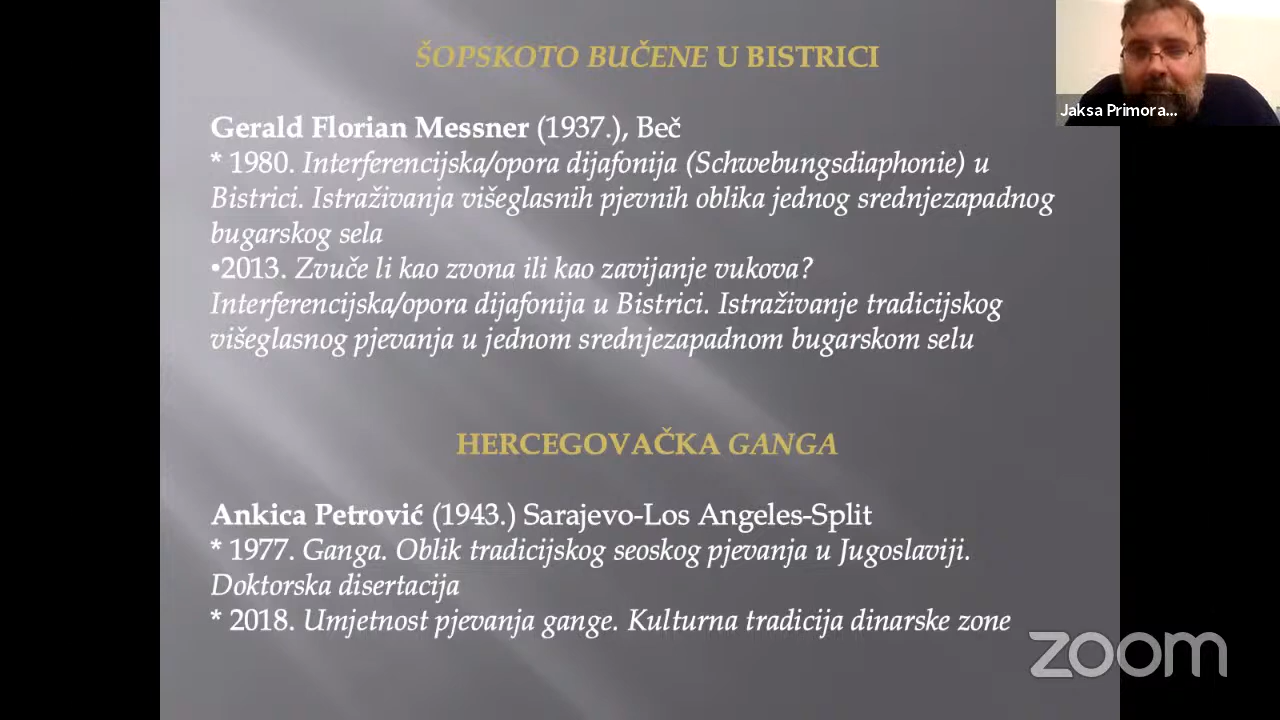 ŠOPSKOTO BUČENE U BISTRICI
Jaksa Primora...
Gerald Florian Messner (1937.), Beč
* 1980. Interferencijska/opora dijafonija (Schwebungsdiaphonie) u
Bistrici. Istraživanja višeglasnih pjevnih oblika jednog srednjezapadnog
bugarskog sela
•2013. Zvuče li kao zvona ili kao zavijanje vukova?
Interferencijska/opora dijafonija u Bistrici. Istraživanje tradicijskog
višeglasnog pjevanja u jednom srednjezapadnom bugarskom selu
HERCEGOVAČKA GANGA
Ankica Petrović (1943.) Sarajevo-Los Angeles-Split
* 1977. Ganga. Oblik tradicijskog seoskog pjevanja u Jugoslaviji.
Doktorska disertacija
* 2018. Umjetnost pjevanja gange. Kulturna tradicija dinarske zone
zoom